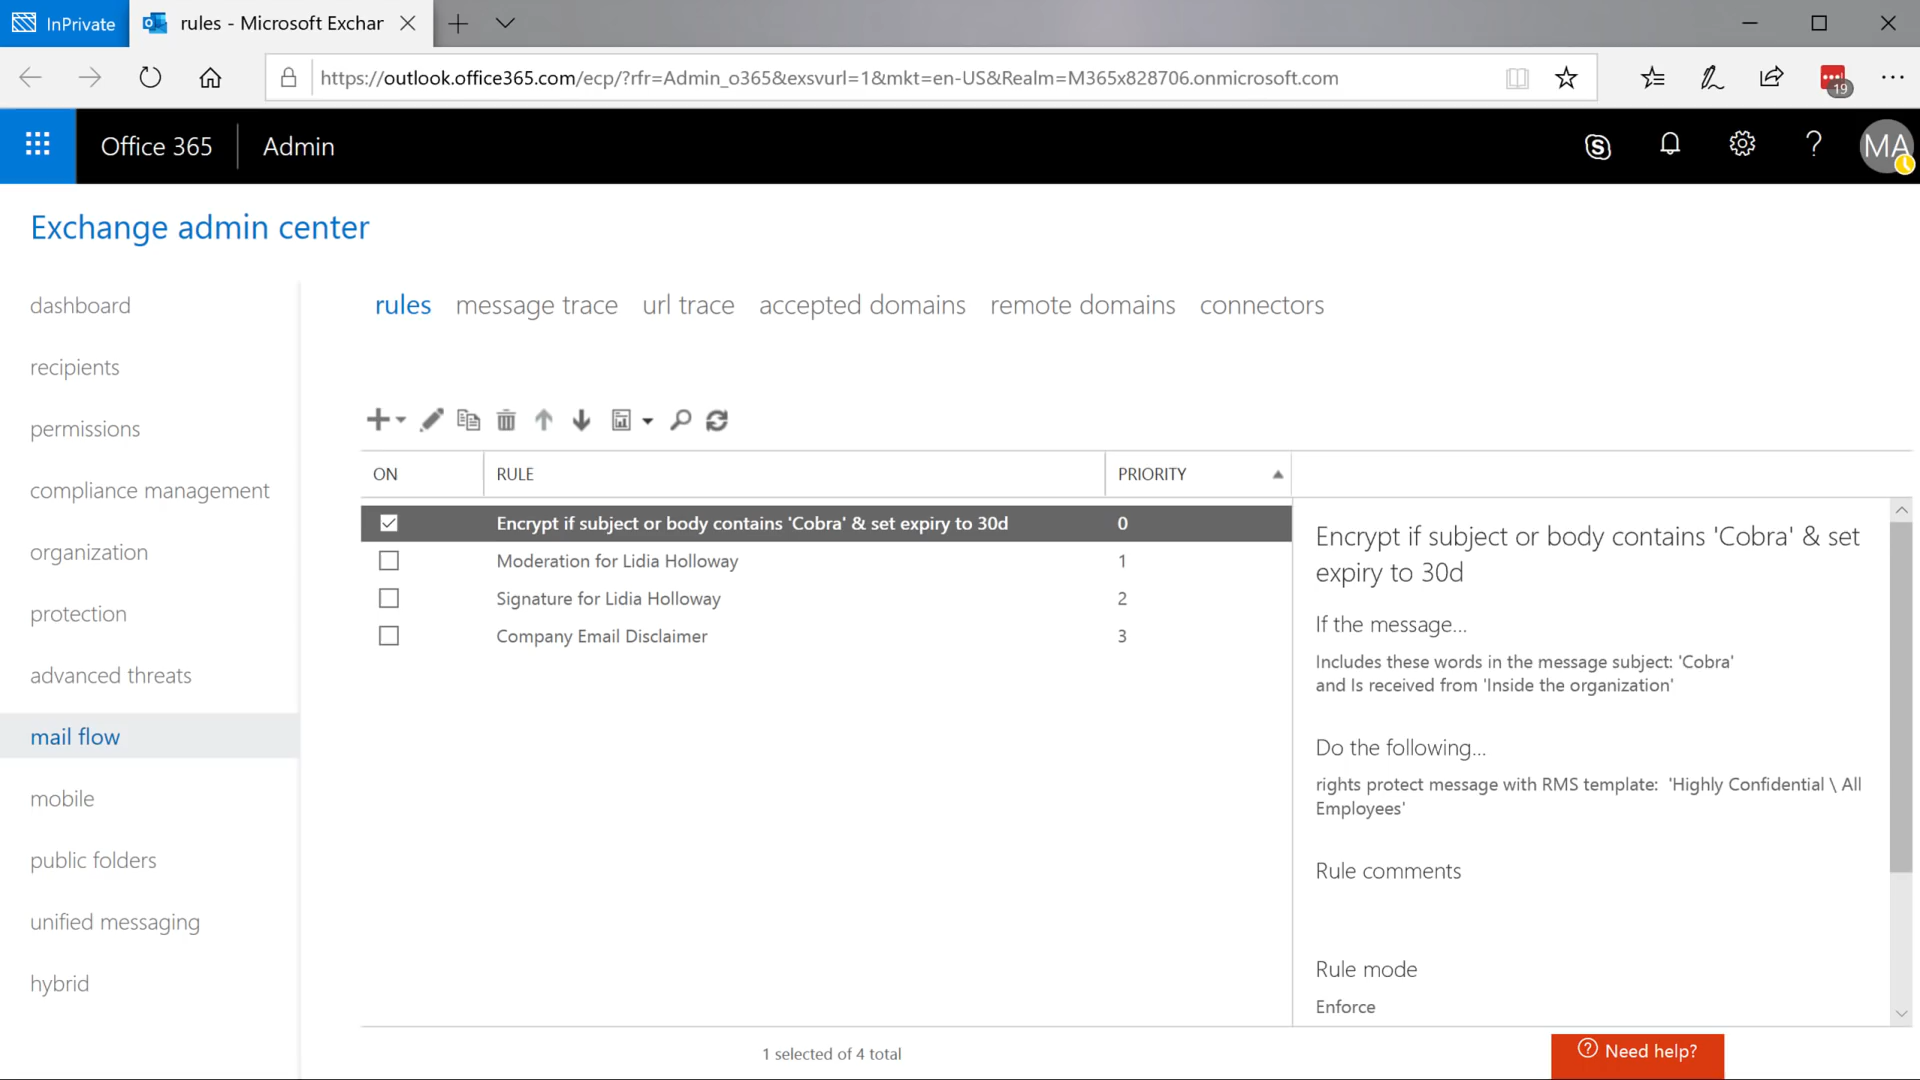 InPrivate
rules - Microsoft Exchar
https://outlook.office365.com/ecp/?rfr=Admin_o365&exsvurl=1&mkt=en-US&Realm=M365x828706.onmicrosoft.com
19
Office 365
Admin
S
?
MA
Exchange admin center
dashboard
recipients
permissions
compliance management
organization
protection
advanced threats
mail flow
mobile
public folders
unified messaging
hybrid
rules message trace url trace accepted domains remote domains connectors
ON RULE PRIORITY
Encrypt if subject or body contains 'Cobra' & set expiry to 30d 0
Moderation for Lidia Holloway 1
Signature for Lidia Holloway 2
Company Email Disclaimer 3
Encrypt if subject or body contains 'Cobra' & set
expiry to 30d
If the message...
Includes these words in the message subject: 'Cobra'
and Is received from 'Inside the organization'
Do the following...
rights protect message with RMS template: 'Highly Confidential \ All
Employees'
Rule comments
Rule mode
Enforce
1 selected of 4 total
? Need help?